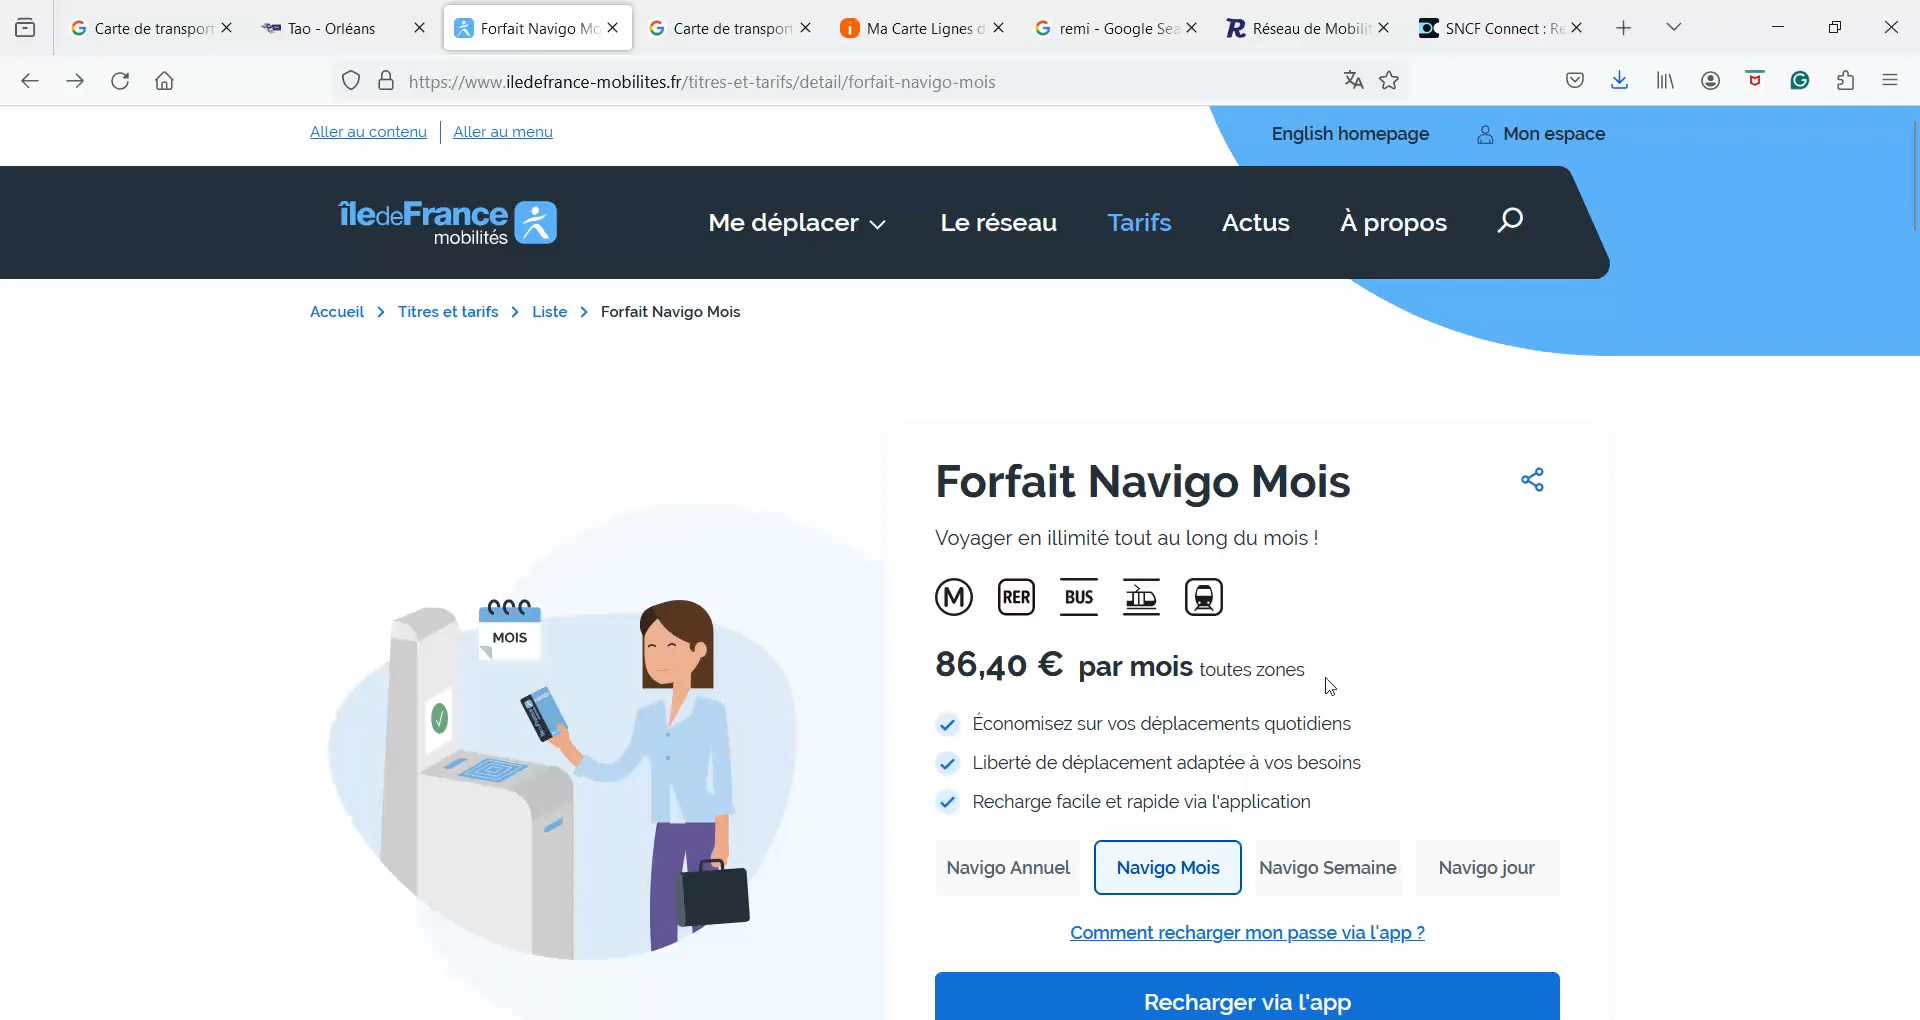 Carte de transport
Tao - Orléans
Forfait Navigo Mo
Carte de transport
Ma Carte Lignes d
remi - Google Sea
Réseau de Mobilit
SNCF Connect : Re
https://www.iledefrance-mobilites.fr/titres-et-tarifs/detail/forfait-navigo-mois
Aller au contenu
Aller au menu
English homepage
Mon espace
îledeFrance
mobilités
Me déplacer
Le réseau
Tarifs
Actus
À propos
Accueil
Titres et tarifs
Liste
Forfait Navigo Mois
Forfait Navigo Mois
Voyager en illimité tout au long du mois !
M
RER
BUS
MOIS
86,40 € par mois toutes zones
Économisez sur vos déplacements quotidiens
Liberté de déplacement adaptée à vos besoins
Recharge facile et rapide via l'application
Navigo Annuel
Navigo Mois
Navigo Semaine
Navigo jour
Comment recharger mon passe via l'app ?
Recharger via l'app